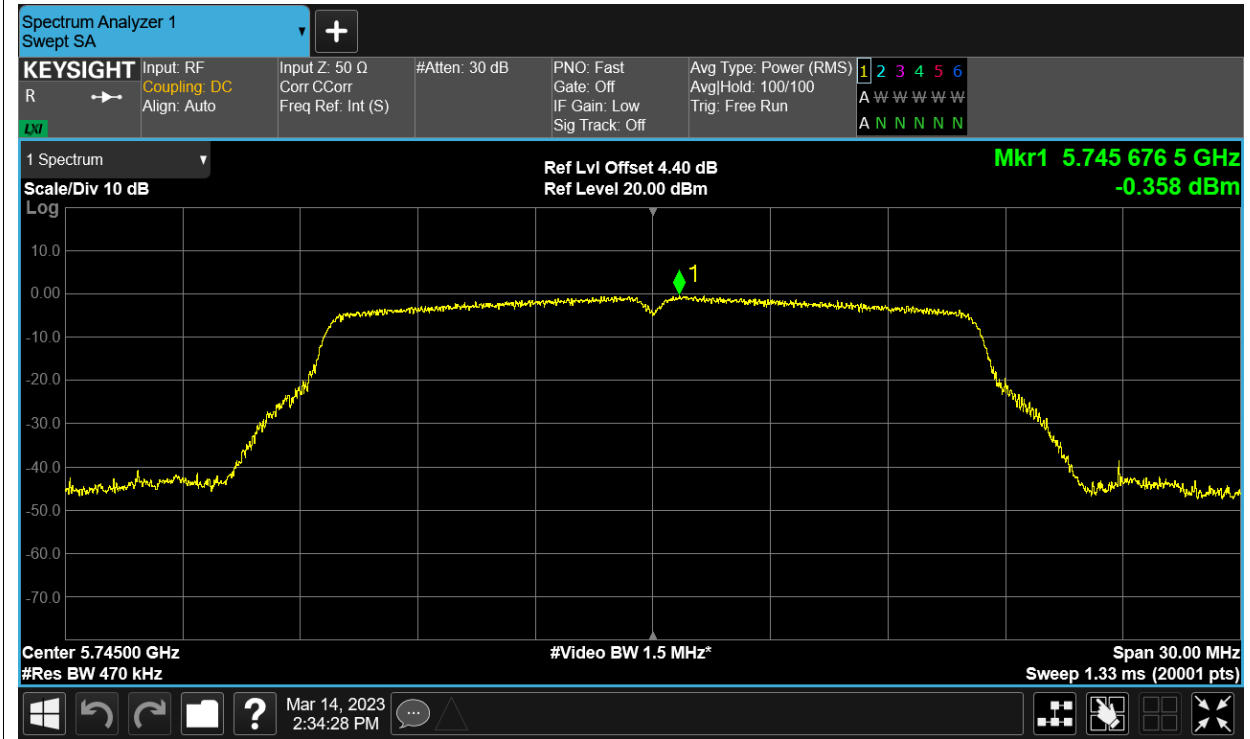 Spectrum Analyzer 1
Swept SA
+
KEYSIGHT
R
LXI
Input: RF
Coupling: DC
Align: Auto
Input Z: 50 Ω
Corr CCorr
Freq Ref: Int (S)
#Atten: 30 dB
PNO: Fast
Gate: Off
IF Gain: Low
Sig Track: Off
Avg Type: Power (RMS)
Avg|Hold: 100/100
Trig: Free Run
1 2 3 4 5 6
A W W W W W
A N N N N N
1 Spectrum
Scale/Div 10 dB
Log
Ref Lvl Offset 4.40 dB
Ref Level 20.00 dBm
Mkr1 5.745 676 5 GHz
-0.358 dBm
1
10.0
0.00
-10.0
-20.0
-30.0
-40.0
-50.0
-60.0
-70.0
Center 5.74500 GHz
#Video BW 1.5 MHz*
Span 30.00 MHz
#Res BW 470 kHz
Sweep 1.33 ms (20001 pts)
?
Mar 14, 2023
2:34:28 PM